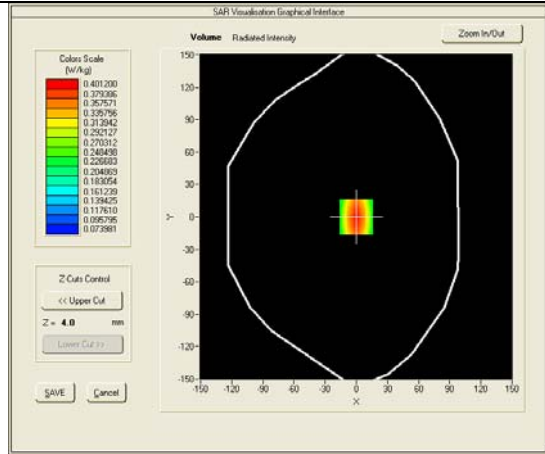 SAR Visualisation Graphical Interface
Volume Radiated Intensity
Zoom In/Out
Colors Scale
(W/kg)
0.401200
0.379386
0.357571
0.335756
0.313942
0.292127
0.270312
0.248498
0.226683
0.204869
0.183054
0.161239
0.139425
0.117610
0.095795
0.073981
Z-Cuts Control
<< Upper Cut
Z = 4.0 mm
Lower Cut >>
SAVE Cancel
150-
120-
90-
60-
30-
0-
-30-
-60-
-90-
-120-
-150-
Y
-150 -120 -90 -60 -30 0 30 60 90 120 150
X